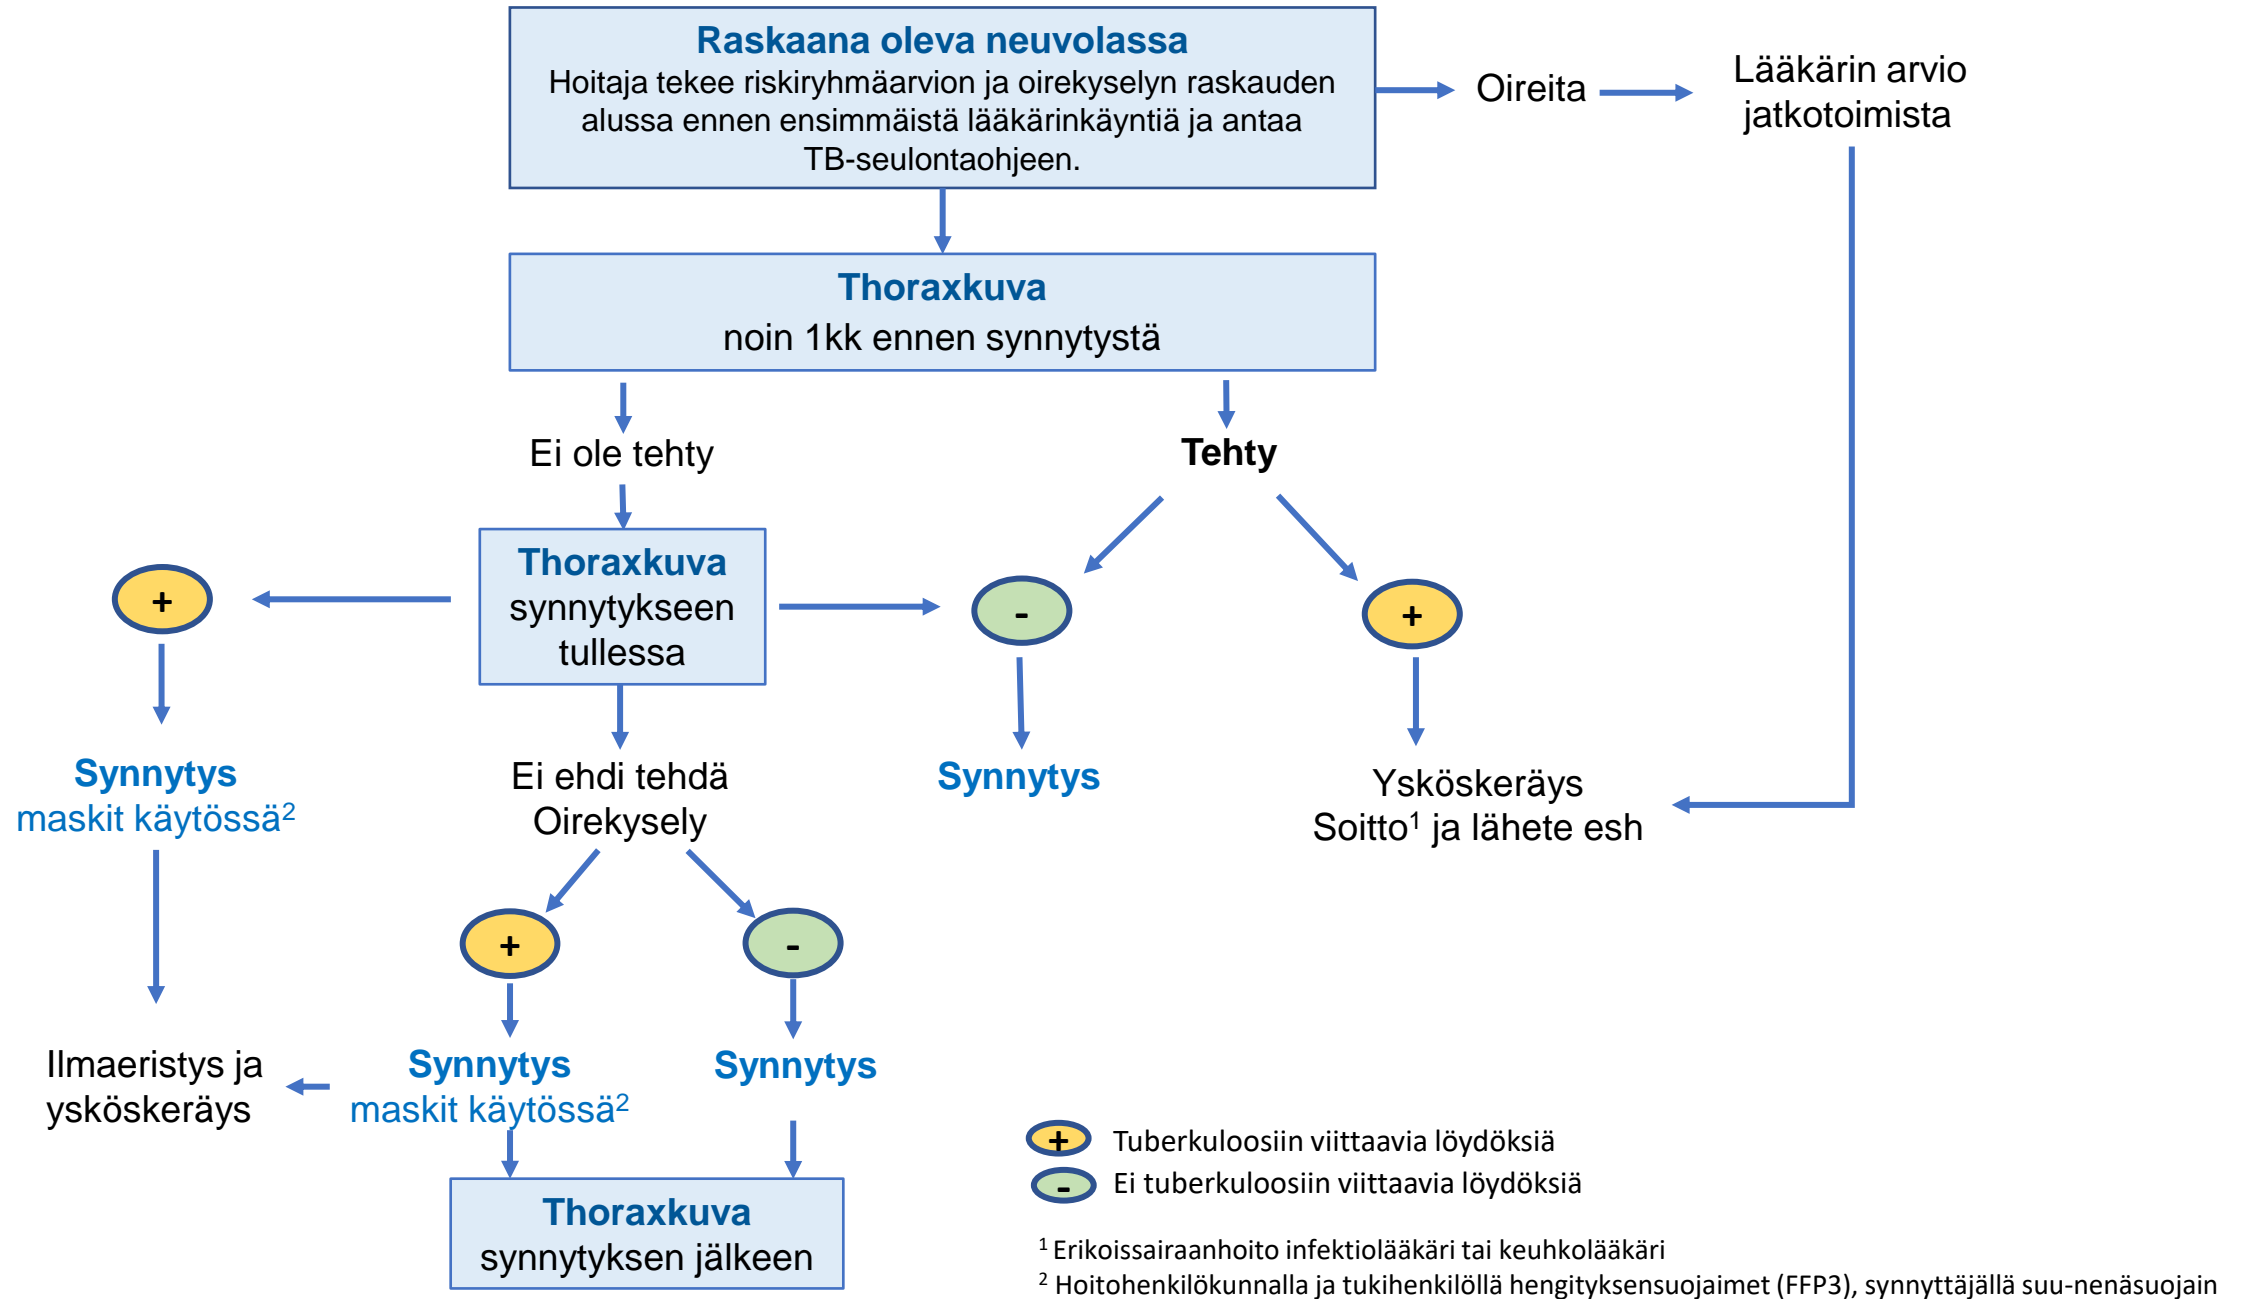 Raskaana oleva neuvolassa
Hoitaja tekee riskiryhmäarvion ja oirekyselyn raskauden
alussa ennen ensimmäistä lääkärinkäyntiä ja antaa
TB-seulontaohjeen.
Oireita
Lääkärin arvio
jatkotoimista
Thoraxkuva
noin 1kk ennen synnytystä
Ei ole tehty
Tehty
Thoraxkuva
synnytykseen
tullessa
+
-
+
Synnytys
maskit käytössä²
Ei ehdi tehdä
Oirekysely
Synnytys
Ysköskeräys
Soitto¹ ja lähete esh
+
-
Ilmaeristys ja
ysköskeräys
Synnytys
maskit käytössä²
Synnytys
Thoraxkuva
synnytyksen jälkeen
+ Tuberkuloosiin viittaavia löydöksiä
- Ei tuberkuloosiin viittaavia löydöksiä
¹ Erikoissairaanhoito infektiolääkäri tai keuhkolääkäri
² Hoitohenkilökunnalla ja tukihenkilöllä hengityksensuojaimet (FFP3), synnyttäjällä suu-nenäsuojain